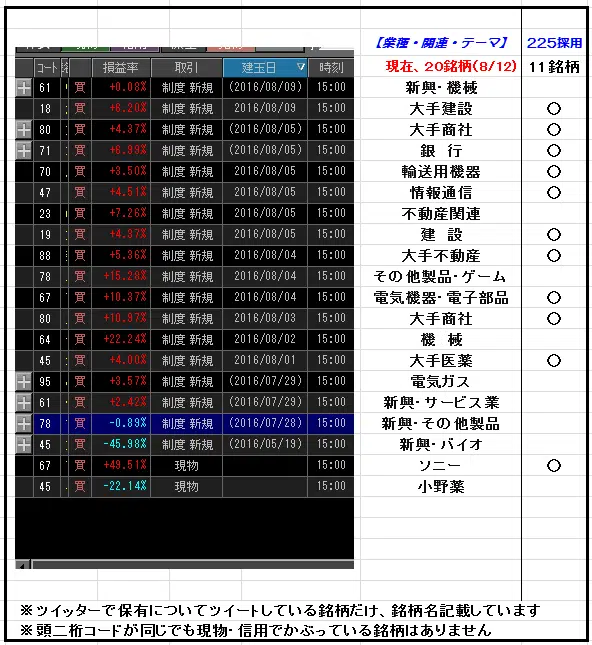 【業種・関連・テーマ】 225採用
コード 損益率 取引 建玉日 ▽ 時刻 現在、20銘柄(8/12) 11銘柄
61 買 +0.08% 制度 新規 (2016/08/09) 15:00 新興・機械
18 買 +6.20% 制度 新規 2016/08/09 15:00 大手建設 ○
80 買 +4.37% 制度 新規 (2016/08/05) 15:00 大手商社 ○
71 買 +6.99% 制度 新規 (2016/08/05) 15:00 銀 行 ○
70 買 +3.50% 制度 新規 2016/08/05 15:00 輸送用機器 ○
47 買 +4.51% 制度 新規 2016/08/05 15:00 情報通信 ○
23 買 +7.26% 制度 新規 2016/08/05 15:00 不動産関連
19 買 +4.37% 制度 新規 2016/08/05 15:00 建 設 ○
88 買 +5.36% 制度 新規 2016/08/04 15:00 大手不動産 ○
78 買 +15.28% 制度 新規 2016/08/04 15:00 その他製品・ゲーム
67 買 +10.37% 制度 新規 2016/08/04 15:00 電気機器・電子部品 ○
80 買 +10.97% 制度 新規 2016/08/03 15:00 大手商社 ○
64 買 +22.24% 制度 新規 2016/08/02 15:00 機 械
45 買 +4.00% 制度 新規 2016/08/01 15:00 大手医薬 ○
95 買 +3.57% 制度 新規 (2016/07/29) 15:00 電気ガス
61 買 +2.42% 制度 新規 (2016/07/29) 15:00 新興・サービス業
78 買 -0.89% 制度 新規 (2016/07/28) 15:00 新興・その他製品
45 買 -45.98% 制度 新規 (2016/05/19) 15:00 新興・バイオ
67 買 +49.51% 現物 15:00 ソニー ○
45 買 -22.14% 現物 15:00 小野薬
※ツイッターで保有についてツイートしている銘柄だけ、銘柄名記載しています
※頭二桁コードが同じでも現物・信用でかぶっている銘柄はありません